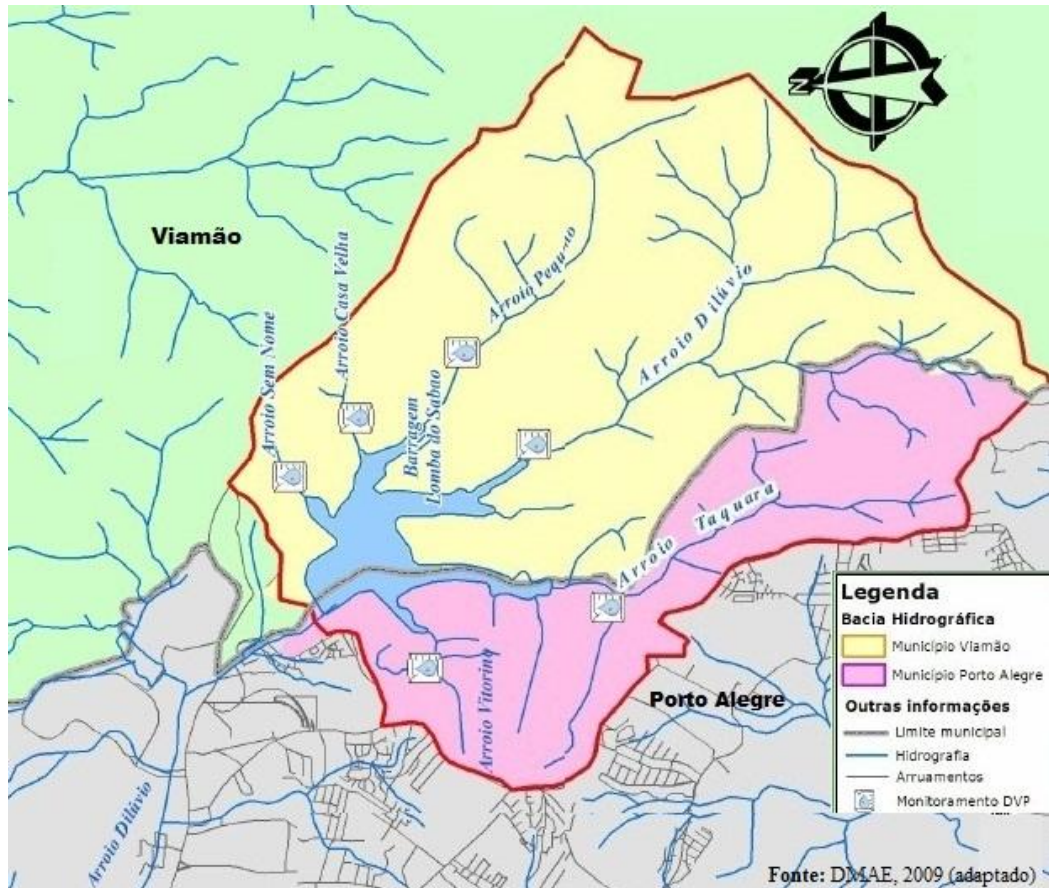 N
Viamão
Arroio Sem Nome
Arroio Casa Velha
Arroio Pequeno
Barragem
Lomba do Sabao
Arroio Dilúvio
Arroio Taquara
Arroio Vitorino
Porto Alegre
Arroio Dilúvio
Legenda
Bacia Hidrográfica
Município Viamão
Município Porto Alegre
Outras informações
Limite municipal
Hidrografia
Arruamentos
Monitoramento DVP
Fonte: DMAE, 2009 (adaptado)